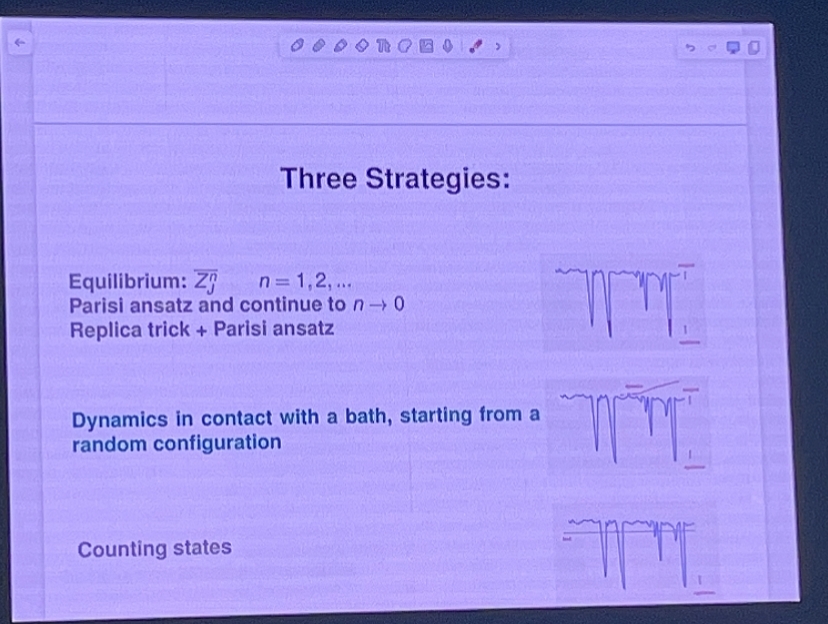 Three Strategies:
Equilibrium: $\overline{Z_J^n}$ n = 1, 2, ...
Parisi ansatz and continue to n → 0
Replica trick + Parisi ansatz
Dynamics in contact with a bath, starting from a
random configuration
Counting states